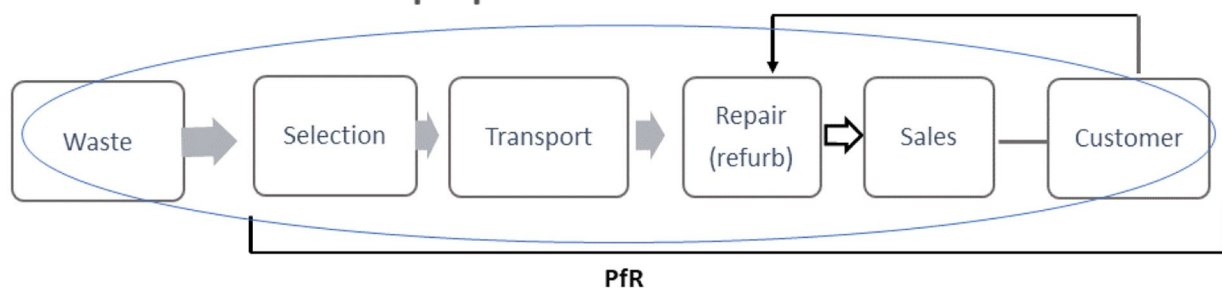 Waste
Selection
Transport
Repair
(refurb)
Sales
Customer
PfR